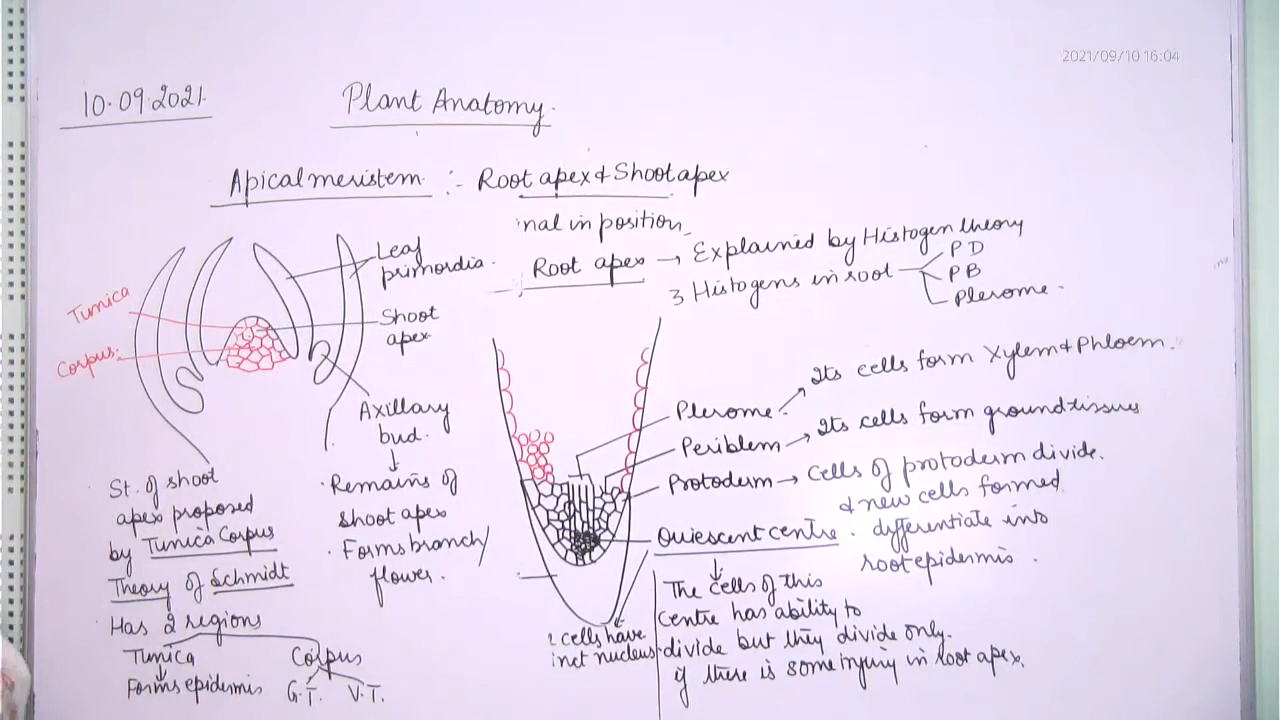 2021/09/10 16:04
10.09.2021.
Plant Anatomy.
Apical meristem :- Root apex & Shoot apex
nal in position
Root apex → Explained by Histogen theory
3 Histogens in root
PD
PB
Plerome.
Leaf
primordia.
Tunica
Shoot
apex
Corpus.
Axillary
bud.
Remains of
shoot apex
Forms branch/
flower.
St. of shoot
apex proposed
by Tunica Corpus
Theory of Schmidt
Has 2 regions
Tunica
Corpus
Forms epidermis
G.T. V.T.
Plerome → Its cells form Xylem & Phloem.
Periblem → Its cells form ground tissues
Protoderm → Cells of protoderm divide.
& new cells formed
differentiate into
root epidermis.
Quiescent centre.
The cells of this
centre has ability to
divide but they divide only.
if there is some injury in root apex.
cells have
inct nucleus